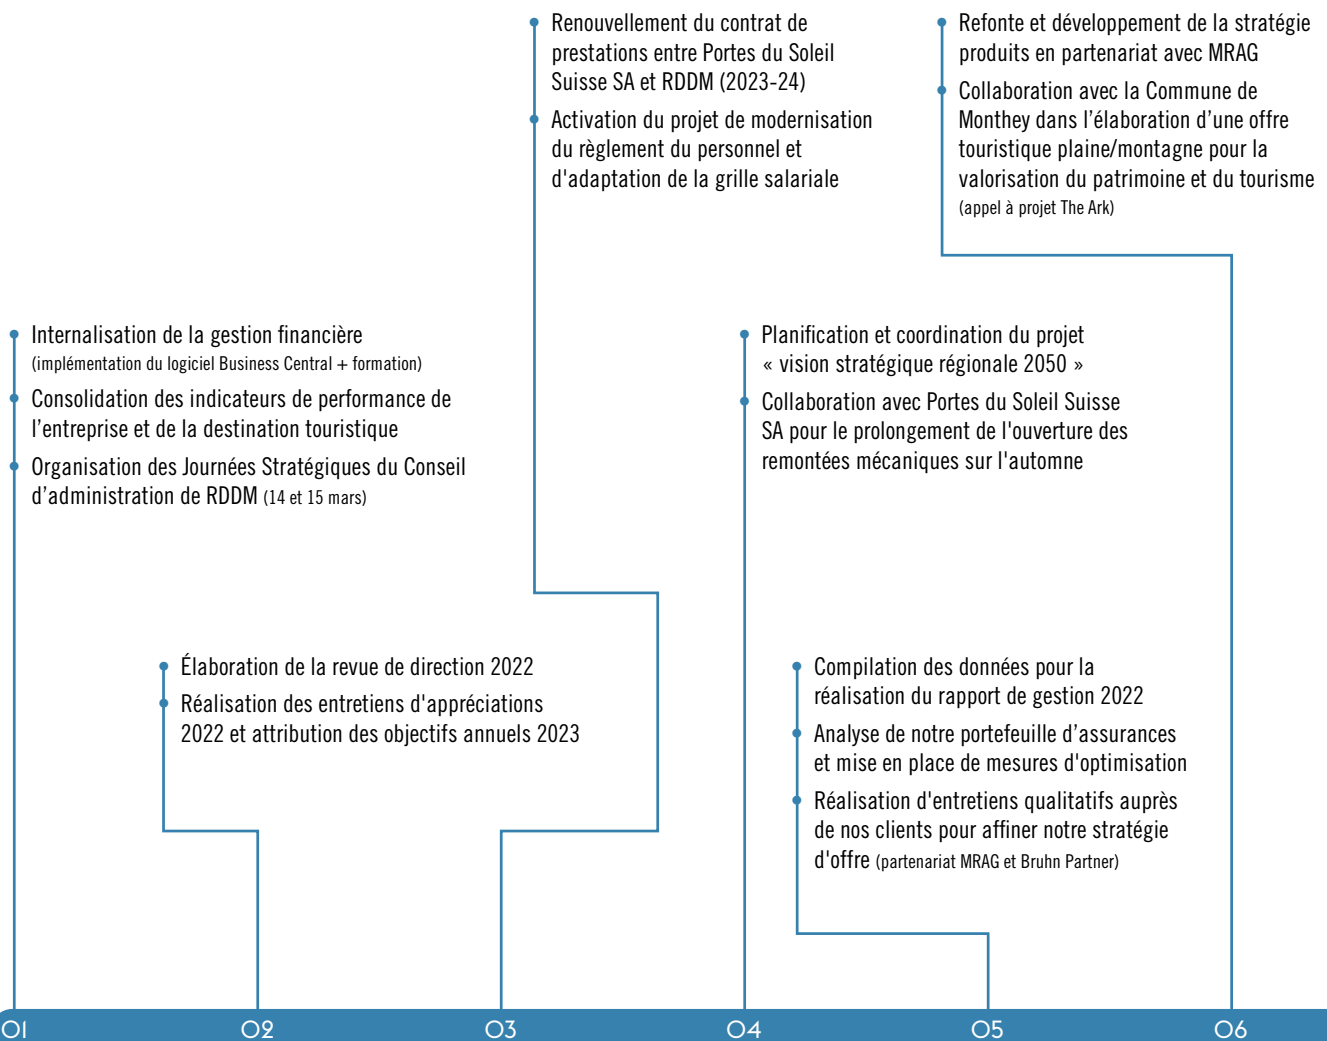 Renouvellement du contrat de
prestations entre Portes du Soleil
Suisse SA et RDDM (2023-24)
Activation du projet de modernisation
du règlement du personnel et
d'adaptation de la grille salariale
Refonte et développement de la stratégie
produits en partenariat avec MRAG
Collaboration avec la Commune de
Monthey dans l’élaboration d’une offre
touristique plaine/montagne pour la
valorisation du patrimoine et du tourisme
(appel à projet The Ark)
Internalisation de la gestion financière
(implémentation du logiciel Business Central + formation)
Consolidation des indicateurs de performance de
l’entreprise et de la destination touristique
Organisation des Journées Stratégiques du Conseil
d’administration de RDDM (14 et 15 mars)
Planification et coordination du projet
« vision stratégique régionale 2050 »
Collaboration avec Portes du Soleil Suisse
SA pour le prolongement de l'ouverture des
remontées mécaniques sur l'automne
Élaboration de la revue de direction 2022
Réalisation des entretiens d'appréciations
2022 et attribution des objectifs annuels 2023
Compilation des données pour la
réalisation du rapport de gestion 2022
Analyse de notre portefeuille d’assurances
et mise en place de mesures d'optimisation
Réalisation d'entretiens qualitatifs auprès
de nos clients pour affiner notre stratégie
d'offre (partenariat MRAG et Bruhn Partner)
01 02 03 04 05 06